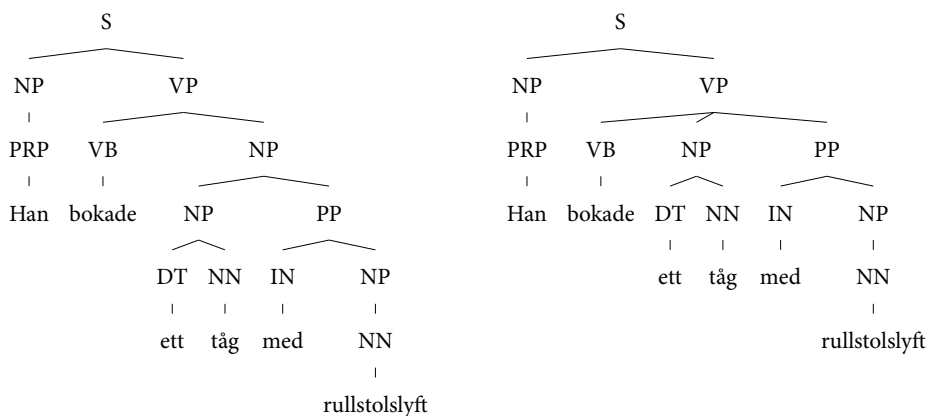 S S
NP VP NP VP
PRP VB NP PRP VB NP PP
Han bokade NP PP Han bokade DT NN IN NP
DT NN IN NP ett tåg med NN
ett tåg med NN rullstolslyft
rullstolslyft